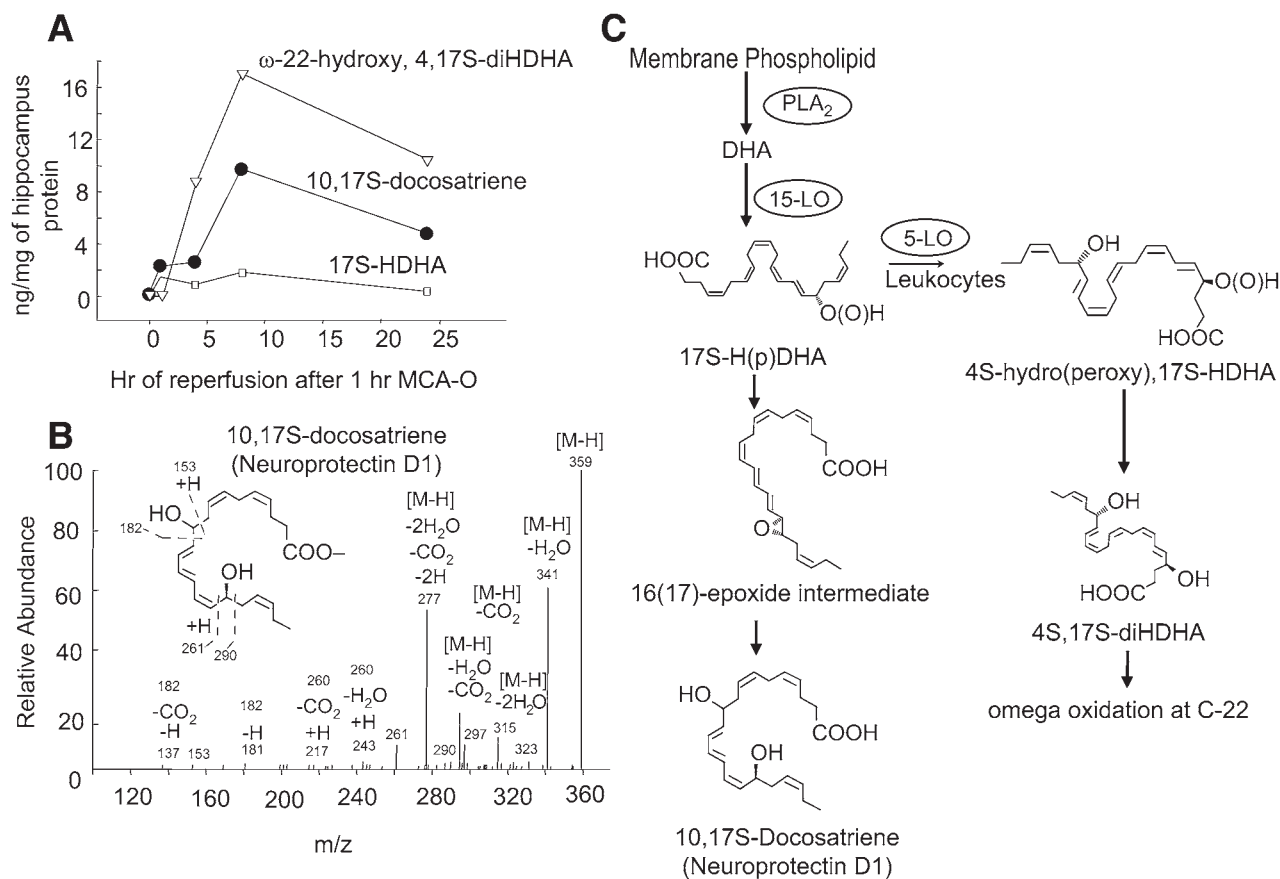 A
ω-22-hydroxy, 4,17S-diHDHA
10,17S-docosatriene
17S-HDHA
ng/mg of hippocampus
protein
16
12
8
4
0
0 5 10 15 20 25
Hr of reperfusion after 1 hr MCA-O
B
10,17S-docosatriene
(Neuroprotectin D1)
153
+H
HO
182
COO–
OH
+H
261
290
[M-H]
359
[M-H]
-H₂O
341
[M-H]
-2H₂O
-CO₂
-2H
277
[M-H]
-CO₂
315
[M-H]
-H₂O
-CO₂
297
[M-H]
-2H₂O
323
182
-CO₂
-H
137
153
182
-H
181
260
-CO₂
+H
217
260
-H₂O
+H
243
261
290
Relative Abundance
100
80
60
40
20
0
120 160 200 240 280 320 360
m/z
C
Membrane Phospholipid
PLA₂
DHA
15-LO
HOOC
O(O)H
17S-H(p)DHA
5-LO
Leukocytes
OH
O(O)H
HOOC
4S-hydro(peroxy),17S-HDHA
COOH
O
16(17)-epoxide intermediate
HO
COOH
OH
10,17S-Docosatriene
(Neuroprotectin D1)
OH
HOOC
OH
4S,17S-diHDHA
omega oxidation at C-22